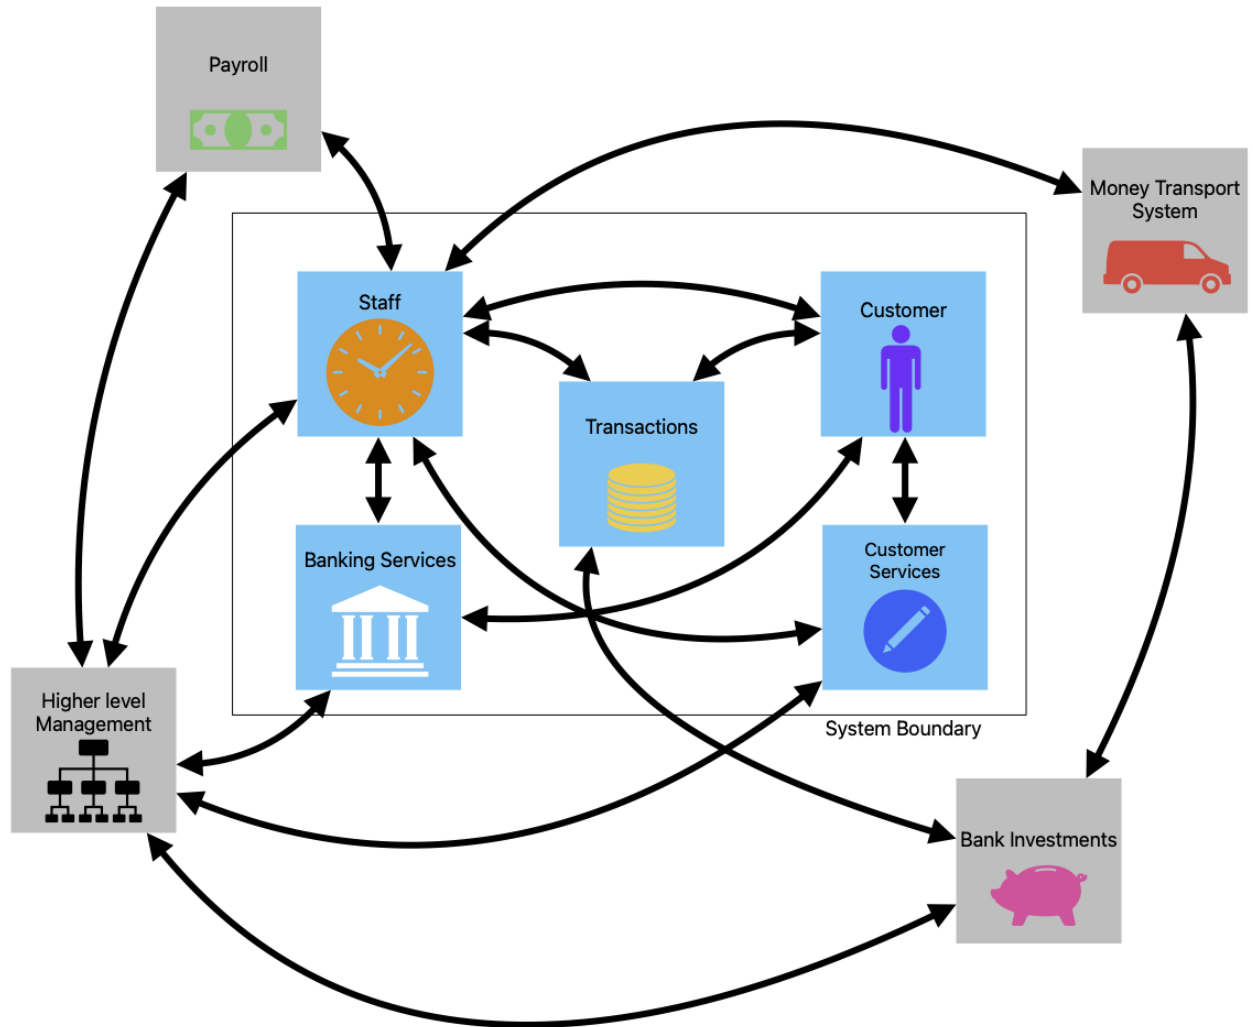 Payroll
Money Transport
System
Staff
Customer
Transactions
Banking Services
Customer
Services
Higher level
Management
System Boundary
Bank Investments